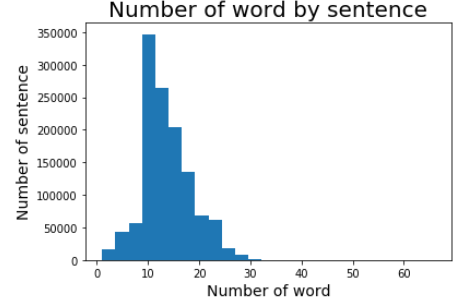 Number of word by sentence
350000
300000
250000
200000
150000
100000
50000
0
Number of sentence
0 10 20 30 40 50 60
Number of word